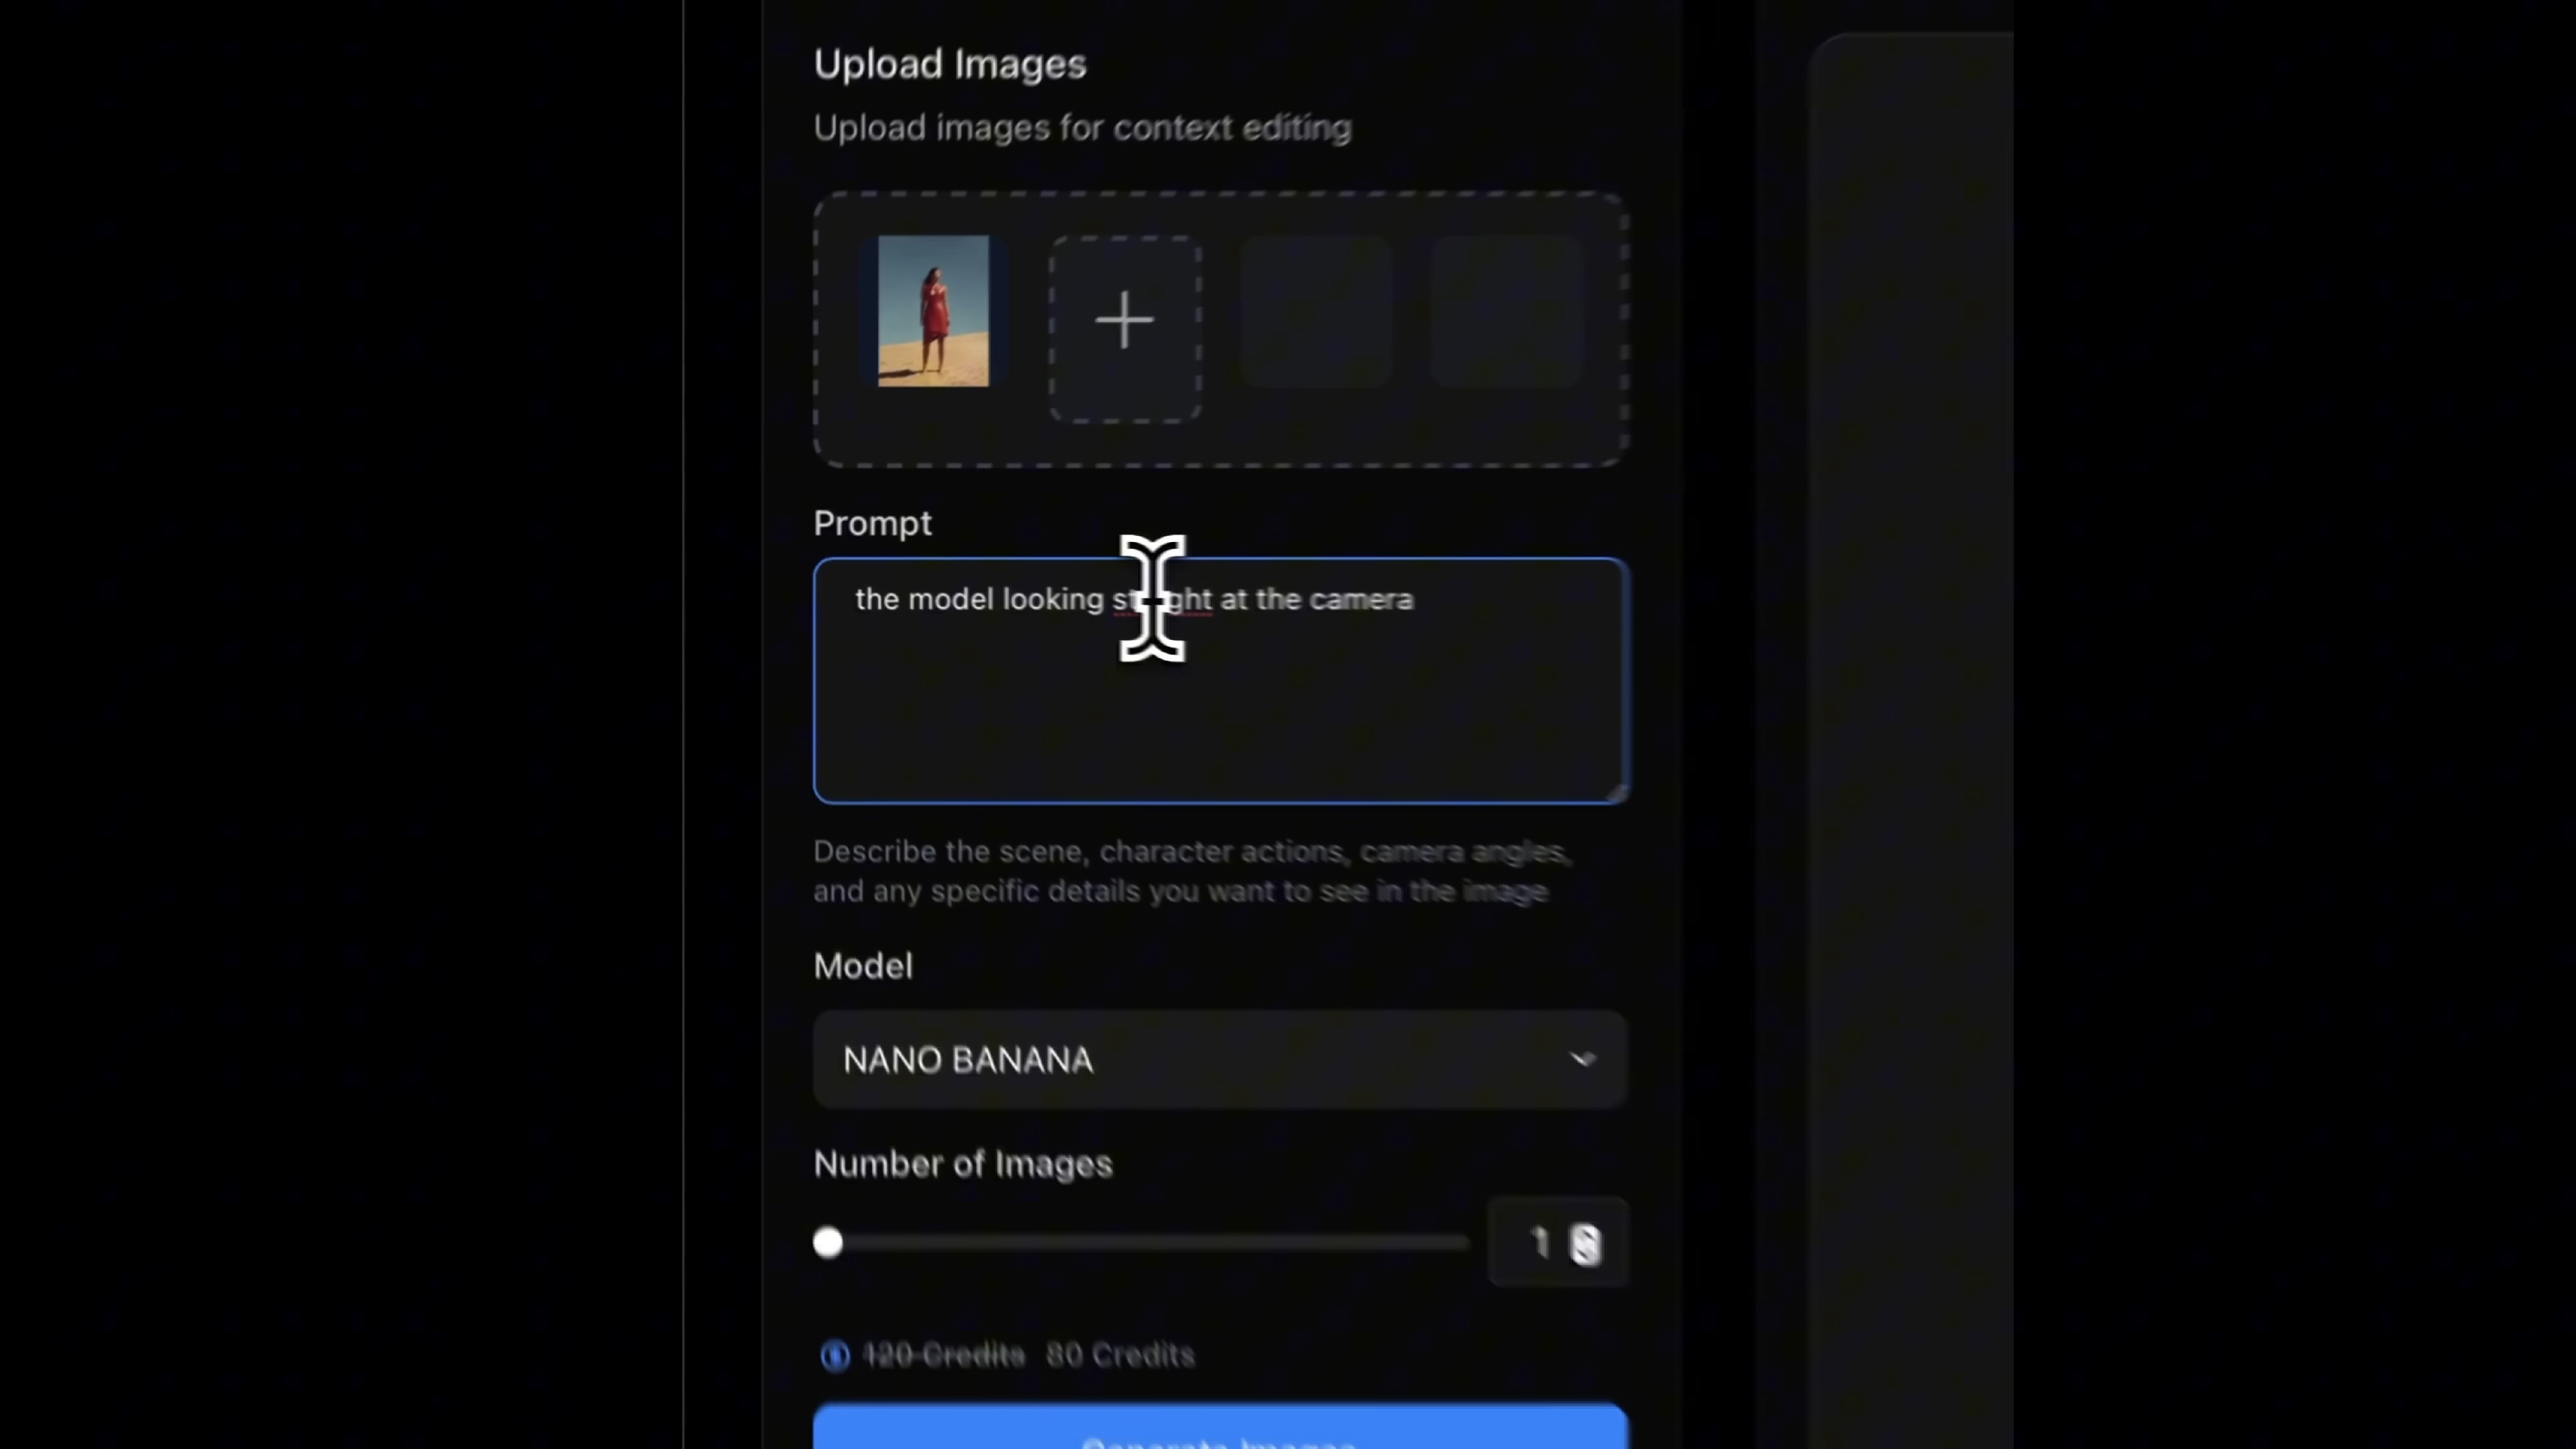 Upload Images
Upload images for context editing
Prompt
the model looking at the camera
Describe the scene, character actions, camera angles,
and any specific details you want to see in the image
Model
NANO BANANA
Number of Images
1
120 Credits 80 Credits
Generate Images